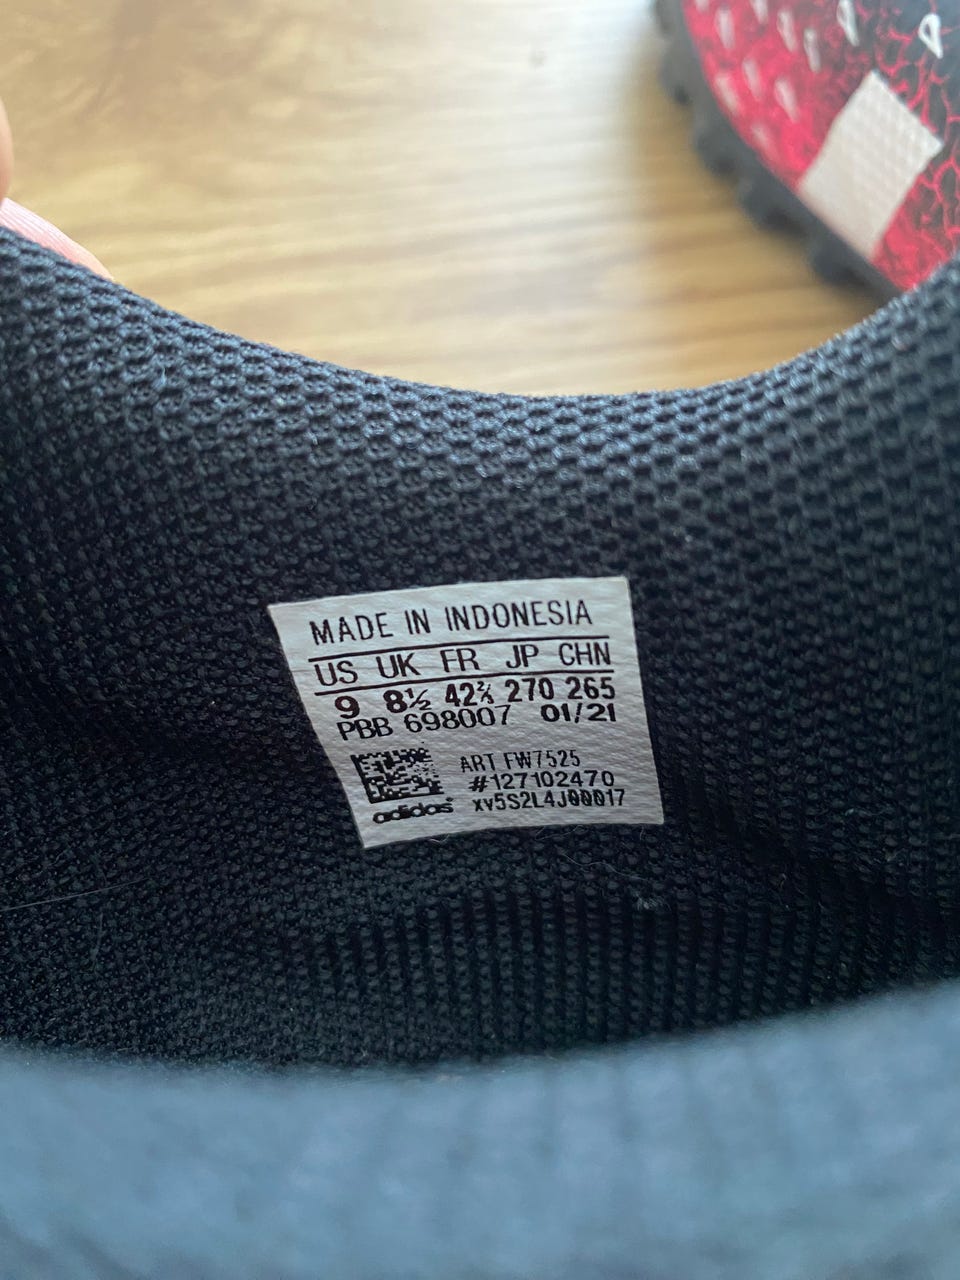 MADE IN INDONESIA
US UK FR JP CHN
9 8½ 42⅔ 270 265
PBB 698007 01/21
ART FW7525
#127102470
xv5S2L4J00017
adidas